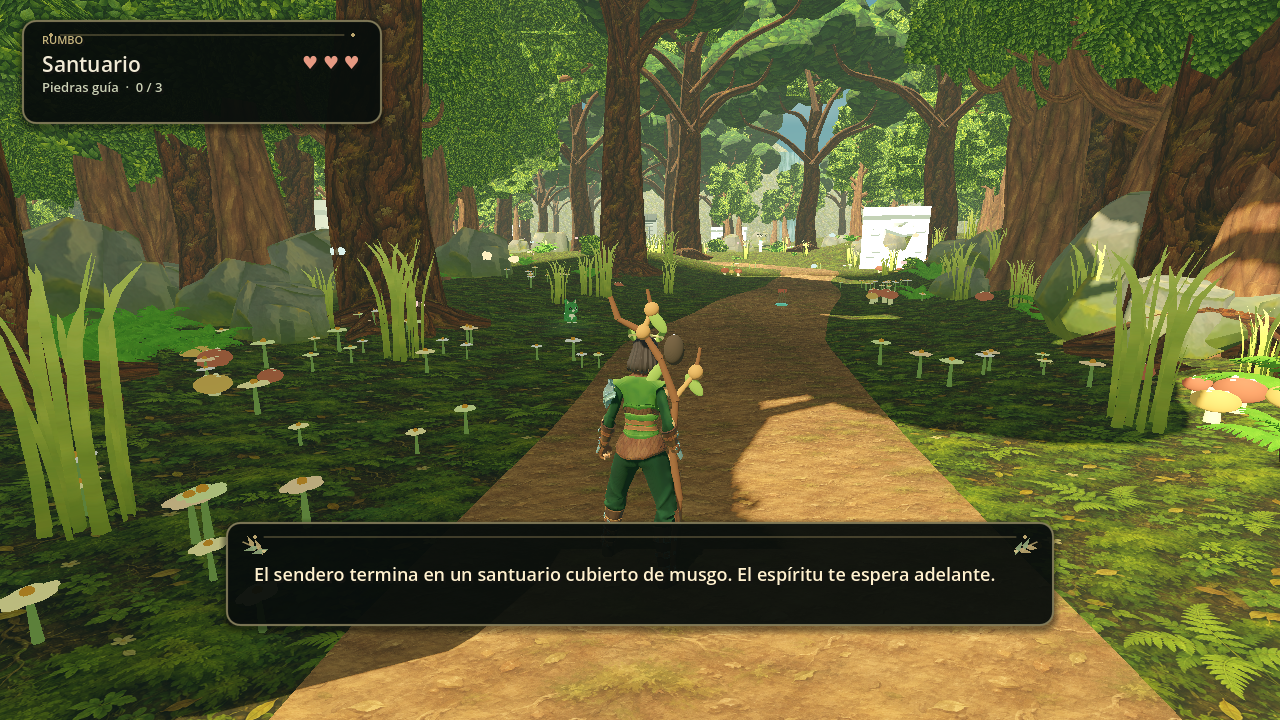 RUMBO
Santuario
Piedras guía · 0 / 3
El sendero termina en un santuario cubierto de musgo. El espíritu te espera adelante.